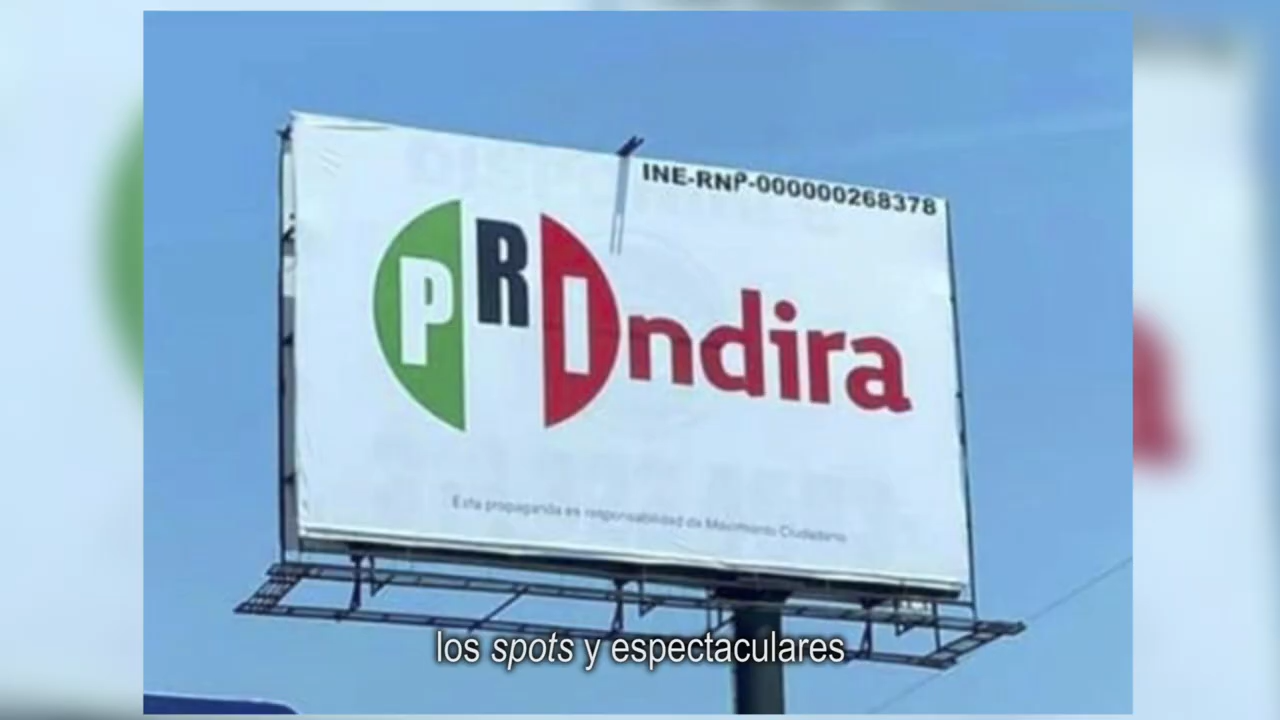 INE-RNP-000000268378
PRIndira
Esta propaganda es responsabilidad de Movimiento Ciudadano
los spots y espectaculares